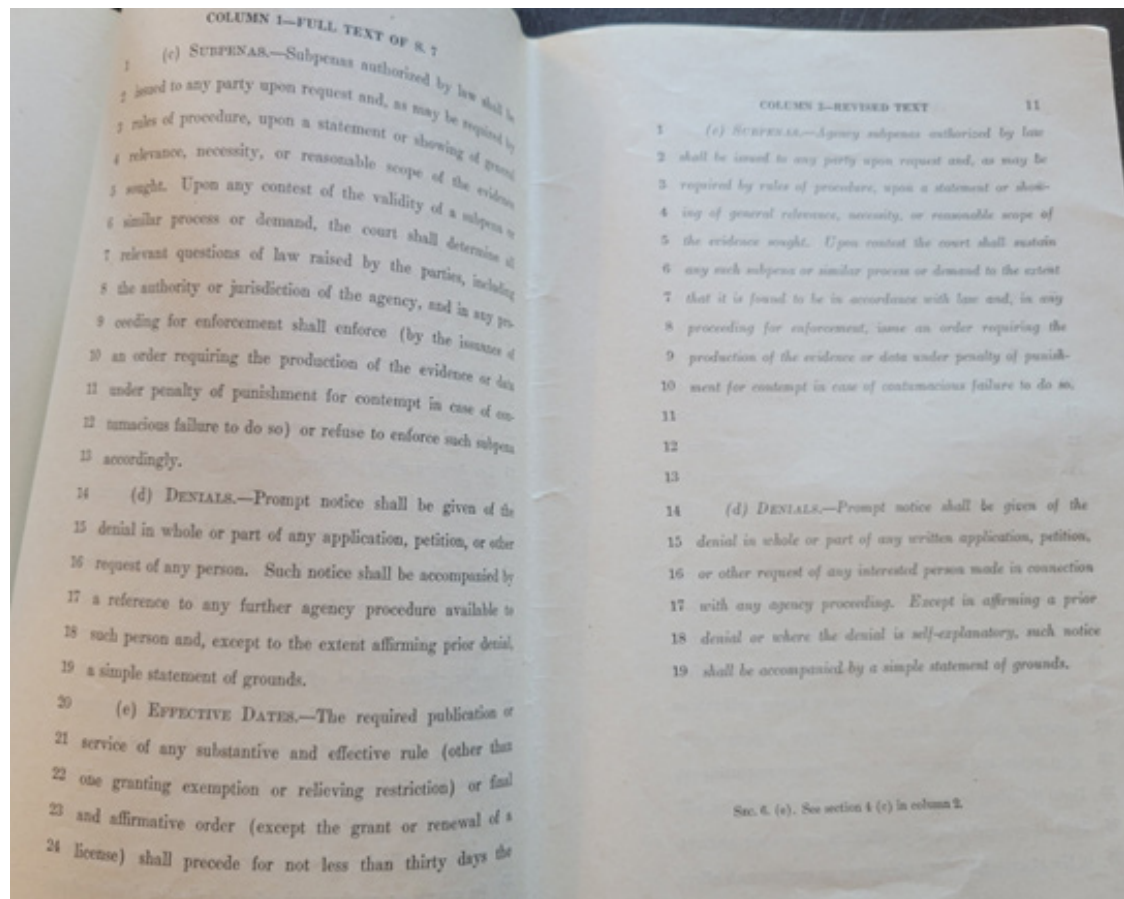 COLUMN 1—FULL TEXT OF S. 7
1 (c) SUBPENAS.—Subpenas authorized by law shall be
2 issued to any party upon request and, as may be required by
3 rules of procedure, upon a statement or showing of general
4 relevance, necessity, or reasonable scope of the evidence
5 sought. Upon any contest of the validity of a subpena or
6 similar process or demand, the court shall determine all
7 relevant questions of law raised by the parties, including
8 the authority or jurisdiction of the agency, and in any pro-
9 ceeding for enforcement shall enforce (by the issuance of
10 an order requiring the production of the evidence or data
11 under penalty of punishment for contempt in case of con-
12 tumacious failure to do so) or refuse to enforce such subpena
13 accordingly.
14 (d) DENIALS.—Prompt notice shall be given of the
15 denial in whole or part of any application, petition, or other
16 request of any person. Such notice shall be accompanied by
17 a reference to any further agency procedure available to
18 such person and, except to the extent affirming prior denial,
19 a simple statement of grounds.
20 (e) EFFECTIVE DATES.—The required publication or
21 service of any substantive and effective rule (other than
22 one granting exemption or relieving restriction) or final
23 and affirmative order (except the grant or renewal of a
24 license) shall precede for not less than thirty days the
COLUMN 2—REVISED TEXT 11
1 (c) SUBPENAS.—Agency subpenas authorized by law
2 shall be issued to any party upon request and, as may be
3 required by rules of procedure, upon a statement or show-
4 ing of general relevance, necessity, or reasonable scope of
5 the evidence sought. Upon contest the court shall sustain
6 any such subpena or similar process or demand to the extent
7 that it is found to be in accordance with law and, in any
8 proceeding for enforcement, issue an order requiring the
9 production of the evidence or data under penalty of punish-
10 ment for contempt in case of contumacious failure to do so.
11
12
13
14 (d) DENIALS.—Prompt notice shall be given of the
15 denial in whole or part of any written application, petition,
16 or other request of any interested person made in connection
17 with any agency proceeding. Except in affirming a prior
18 denial or where the denial is self-explanatory, such notice
19 shall be accompanied by a simple statement of grounds.
SEC. 6. (e). See section 4 (c) in column 2.